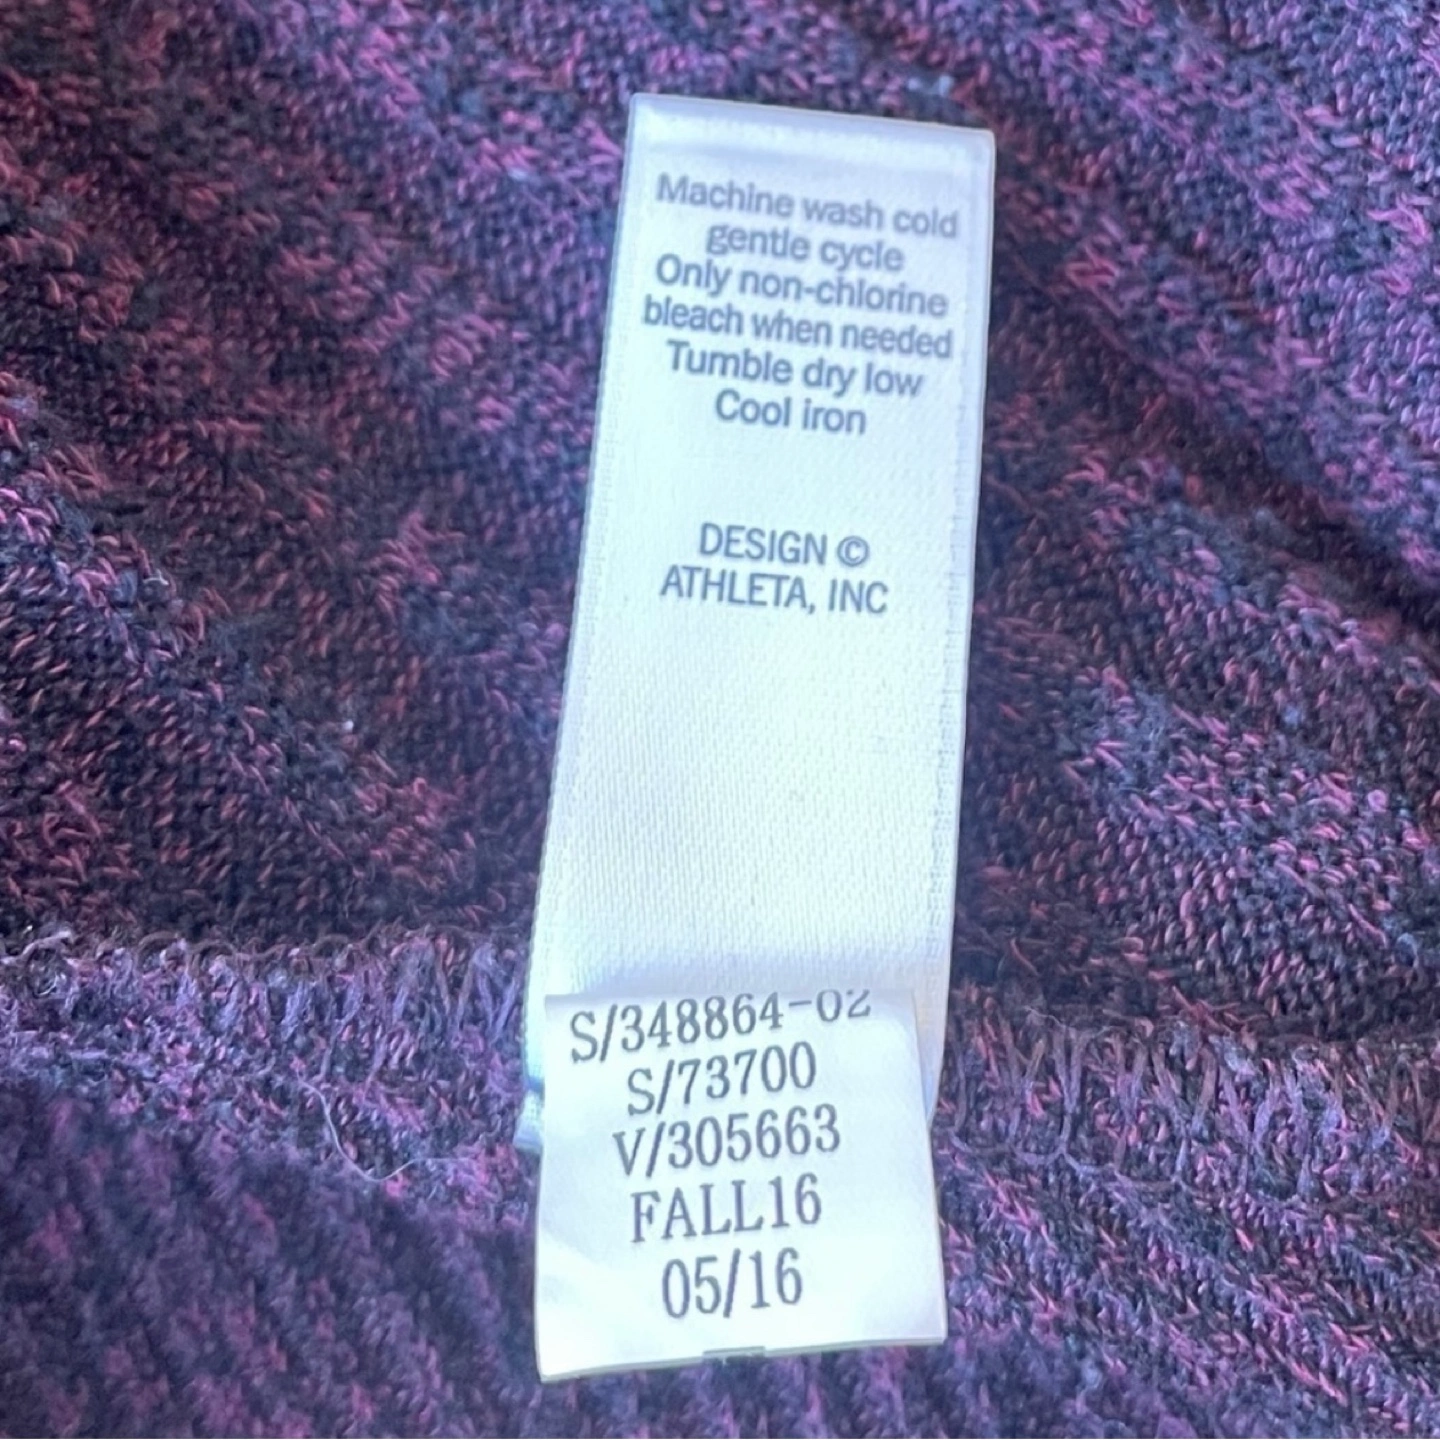 Machine wash cold
gentle cycle
Only non-chlorine
bleach when needed
Tumble dry low
Cool iron
DESIGN ©
ATHLETA, INC
S/348864-02
S/73700
V/305663
FALL16
05/16